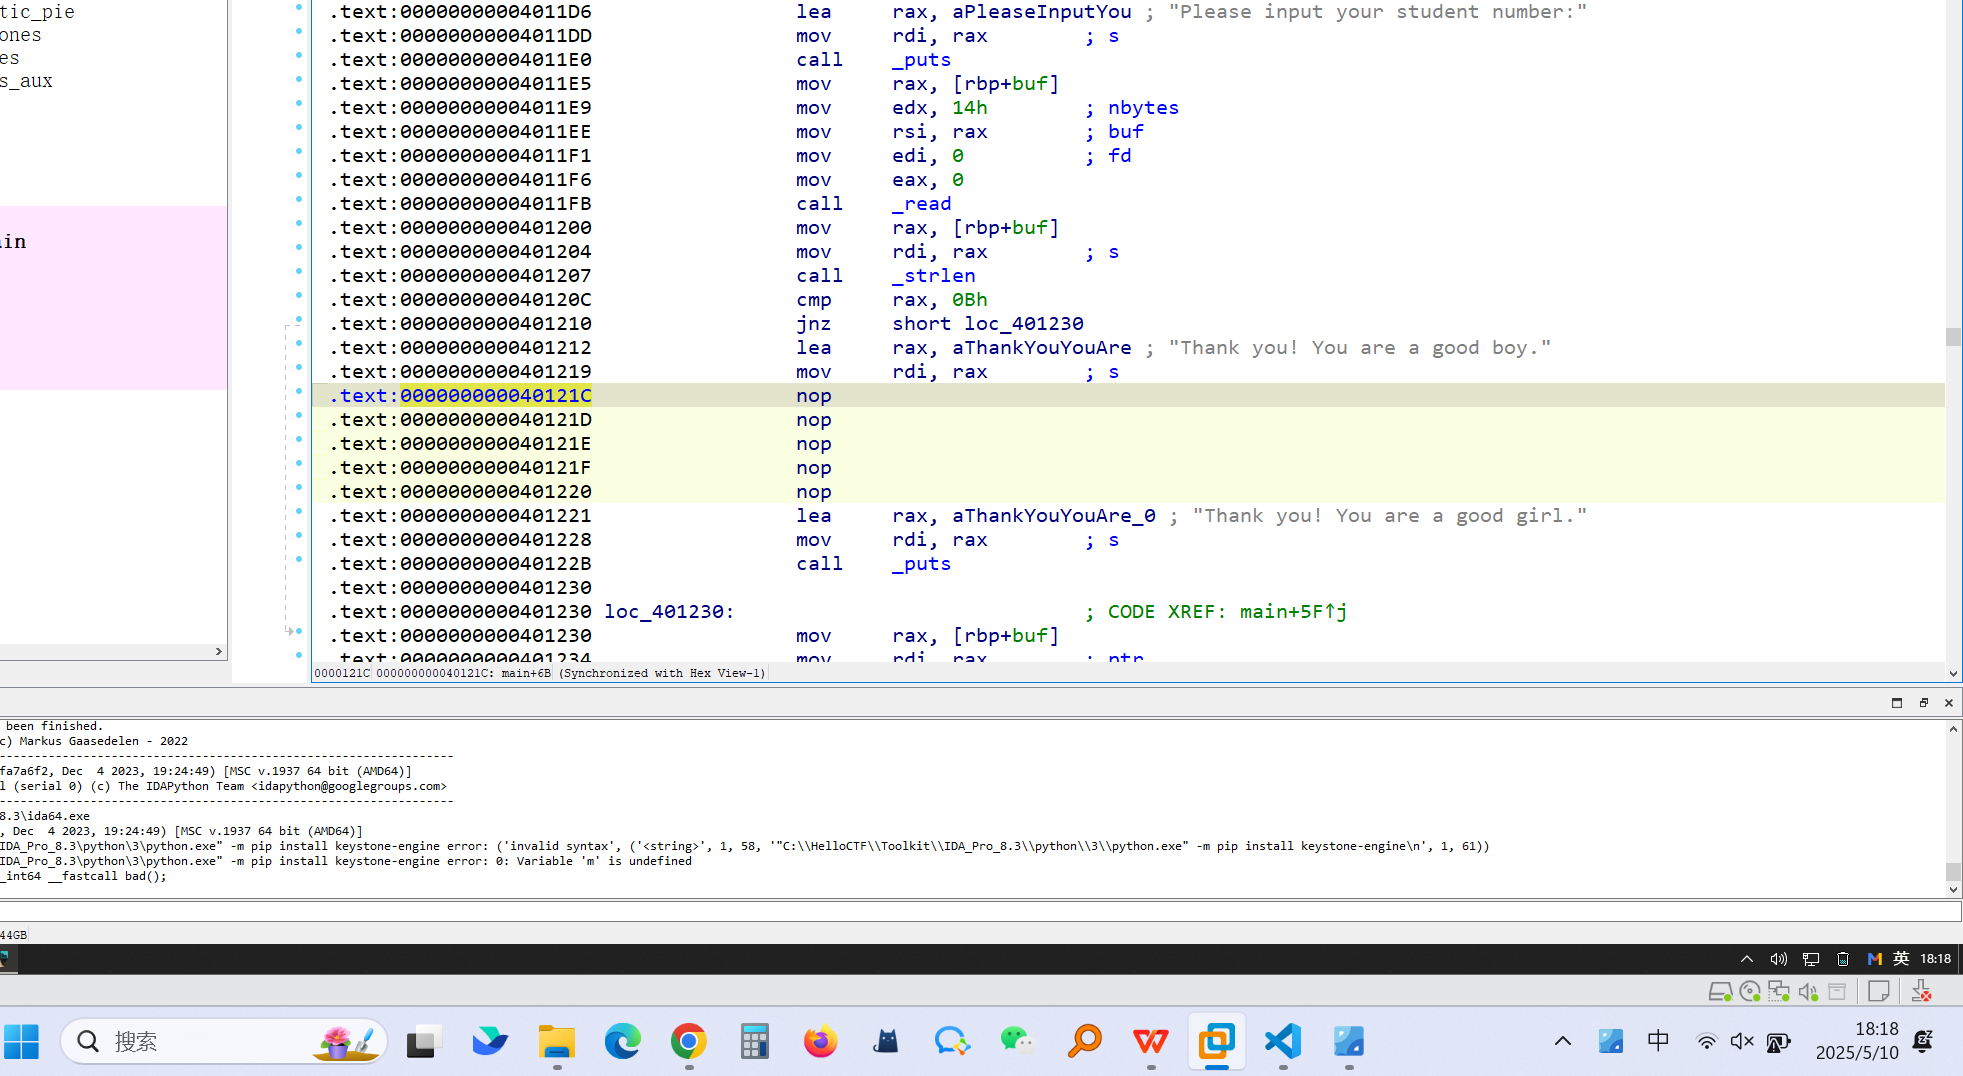 tic_pie
ones
es
s_aux
ain
.text:00000000004011D6 lea rax, aPleaseInputYou ; "Please input your student number:"
.text:00000000004011DD mov rdi, rax ; s
.text:00000000004011E0 call _puts
.text:00000000004011E5 mov rax, [rbp+buf]
.text:00000000004011E9 mov edx, 14h ; nbytes
.text:00000000004011EE mov rsi, rax ; buf
.text:00000000004011F1 mov edi, 0 ; fd
.text:00000000004011F6 mov eax, 0
.text:00000000004011FB call _read
.text:0000000000401200 mov rax, [rbp+buf]
.text:0000000000401204 mov rdi, rax ; s
.text:0000000000401207 call _strlen
.text:000000000040120C cmp rax, 0Bh
.text:0000000000401210 jnz short loc_401230
.text:0000000000401212 lea rax, aThankYouYouAre ; "Thank you! You are a good boy."
.text:0000000000401219 mov rdi, rax ; s
.text:000000000040121C nop
.text:000000000040121D nop
.text:000000000040121E nop
.text:000000000040121F nop
.text:0000000000401220 nop
.text:0000000000401221 lea rax, aThankYouYouAre_0 ; "Thank you! You are a good girl."
.text:0000000000401228 mov rdi, rax ; s
.text:000000000040122B call _puts
.text:0000000000401230
.text:0000000000401230 loc_401230: ; CODE XREF: main+5F↑j
.text:0000000000401230 mov rax, [rbp+buf]
.text:0000000000401234 mov rdi, rax ; ptr
0000121C 000000000040121C: main+6B (Synchronized with Hex View-1)
been finished.
c) Markus Gaasedelen - 2022
fa7a6f2, Dec  4 2023, 19:24:49) [MSC v.1937 64 bit (AMD64)]
l (serial 0) (c) The IDAPython Team <idapython@googlegroups.com>
8.3\ida64.exe
, Dec  4 2023, 19:24:49) [MSC v.1937 64 bit (AMD64)]
IDA_Pro_8.3\python\3\python.exe" -m pip install keystone-engine error: ('invalid syntax', ('<string>', 1, 58, '"C:\\HelloCTF\\Toolkit\\IDA_Pro_8.3\\python\\3\\python.exe" -m pip install keystone-engine\n', 1, 61))
IDA_Pro_8.3\python\3\python.exe" -m pip install keystone-engine error: 0: Variable 'm' is undefined
_int64 __fastcall bad();
44GB
英 18:18
搜索
中
18:18
2025/5/10